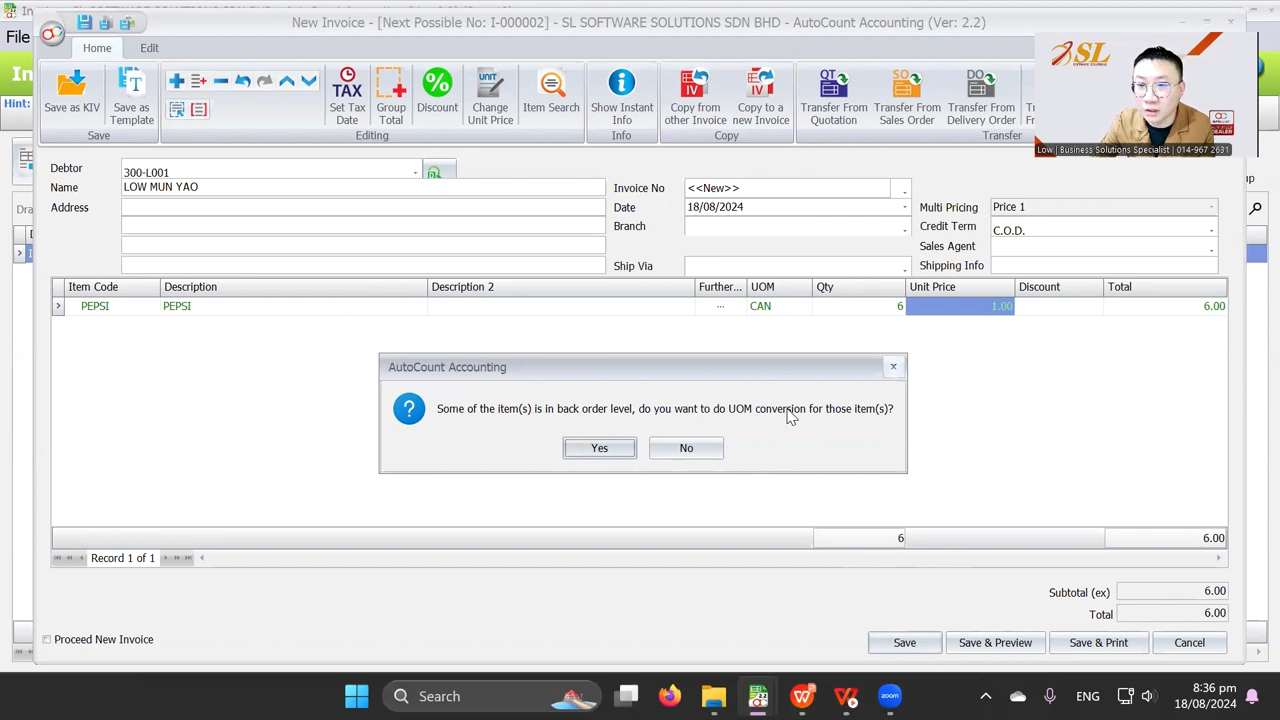 New Invoice - [Next Possible No: I-000002] - SL SOFTWARE SOLUTIONS SDN BHD
AutoCount Accounting (Ver: 2.2)
File
Home
Edit
Hint:
Save as KIV
Save as Template
Save
Set Tax Date
Group Total
Discount
Change Unit Price
Item Search
Editing
Show Instant Info
Info
Copy from other Invoice
Copy to a new Invoice
Copy
Transfer From Quotation
Transfer From Sales Order
Transfer From Delivery Order
Transfer
SL
SOFTWARE SOLUTIONS
Low | Business Solutions Specialist | 014-967 2631
Debtor 300-L001
Name LOW MUN YAO
Address
Invoice No <<New>>
Date 18/08/2024
Branch
Ship Via
Multi Pricing Price 1
Credit Term C.O.D.
Sales Agent
Shipping Info
Item Code Description Description 2 Further... UOM Qty Unit Price Discount Total
PEPSI PEPSI ... CAN 6 1.00 6.00
AutoCount Accounting
Some of the item(s) is in back order level, do you want to do UOM conversion for those item(s)?
Yes No
6 6.00
Record 1 of 1
Subtotal (ex) 6.00
Total 6.00
Proceed New Invoice
Save Save & Preview Save & Print Cancel
Search
ENG
8:36 pm
18/08/2024